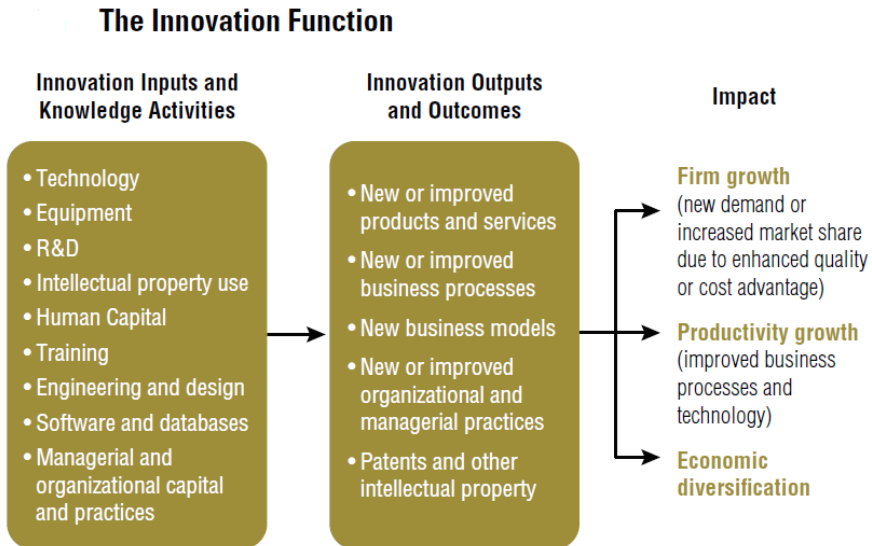 The Innovation Function
Innovation Inputs and
Knowledge Activities
• Technology
• Equipment
• R&D
• Intellectual property use
• Human Capital
• Training
• Engineering and design
• Software and databases
• Managerial and
organizational capital
and practices
Innovation Outputs
and Outcomes
• New or improved
products and services
• New or improved
business processes
• New business models
• New or improved
organizational and
managerial practices
• Patents and other
intellectual property
Impact
Firm growth
(new demand or
increased market share
due to enhanced quality
or cost advantage)
Productivity growth
(improved business
processes and
technology)
Economic
diversification